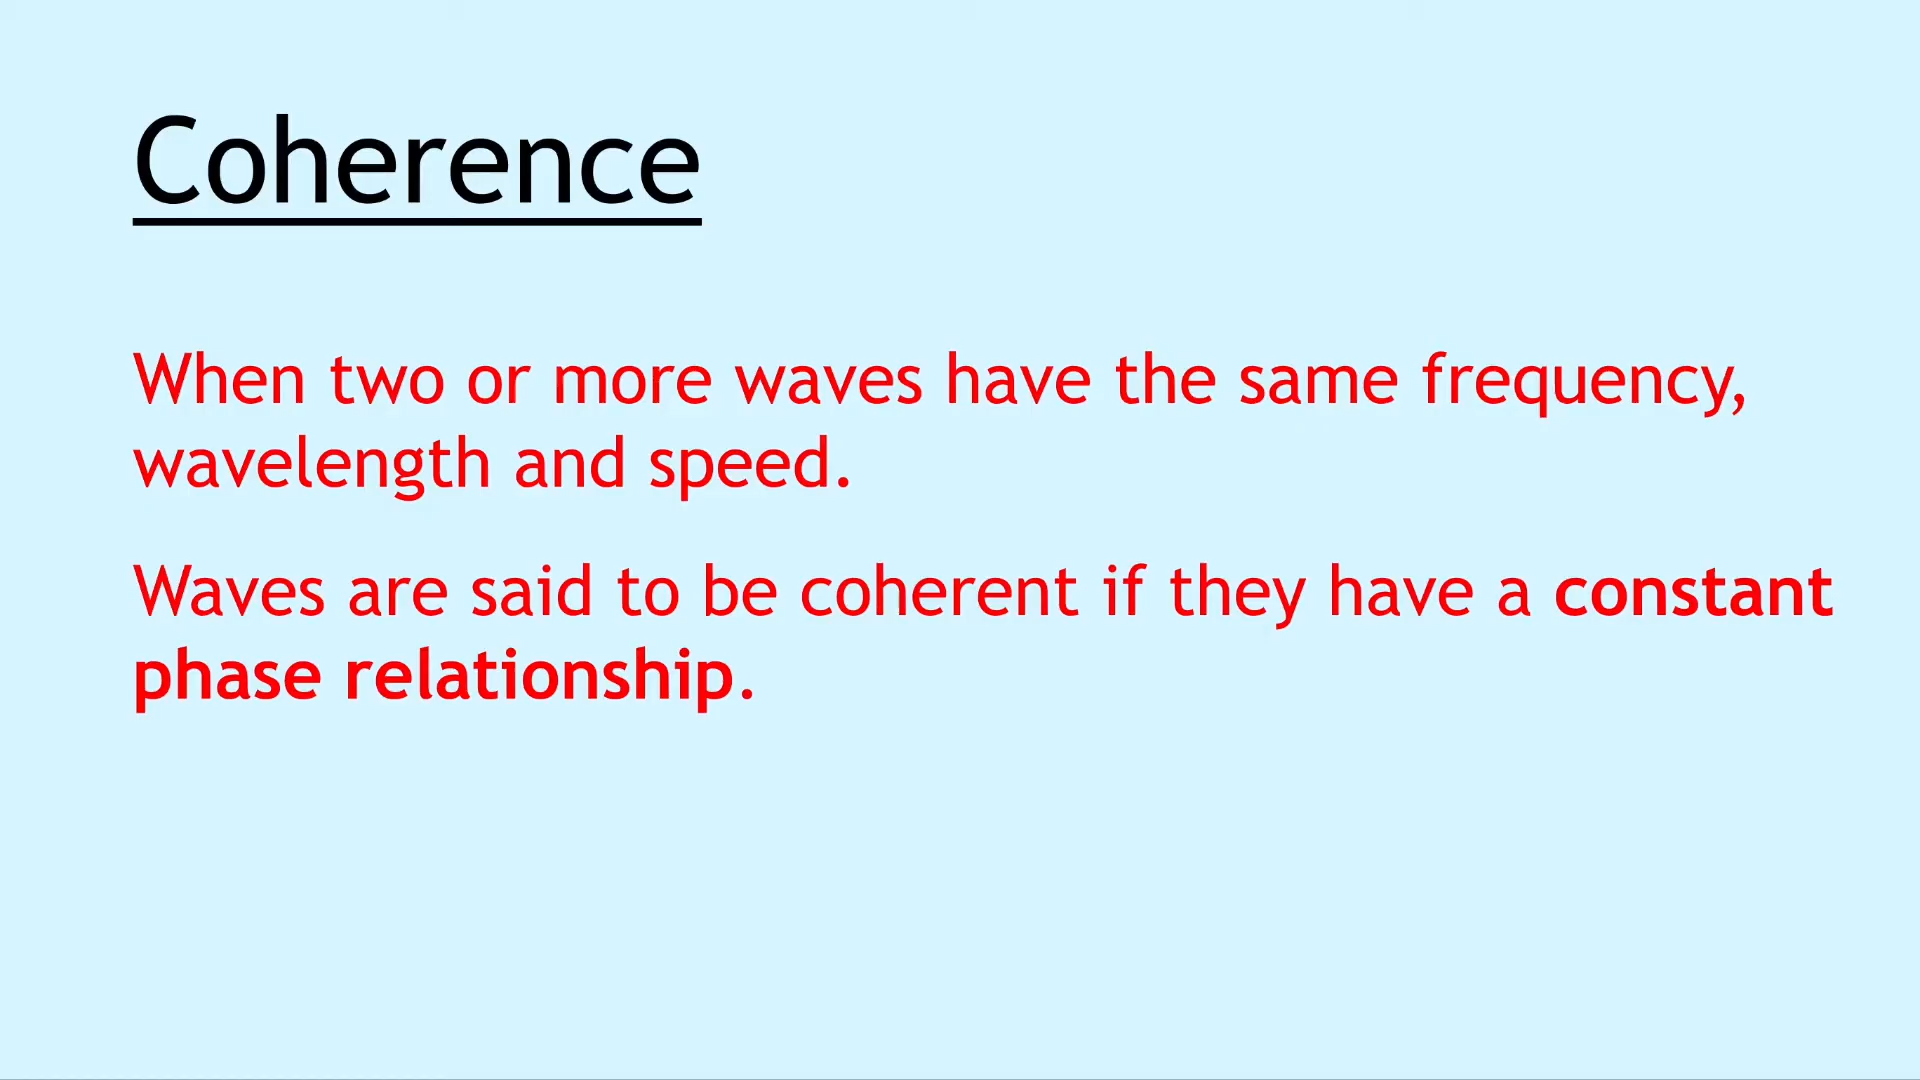 Coherence
When two or more waves have the same frequency,
wavelength and speed.
Waves are said to be coherent if they have a constant
phase relationship.